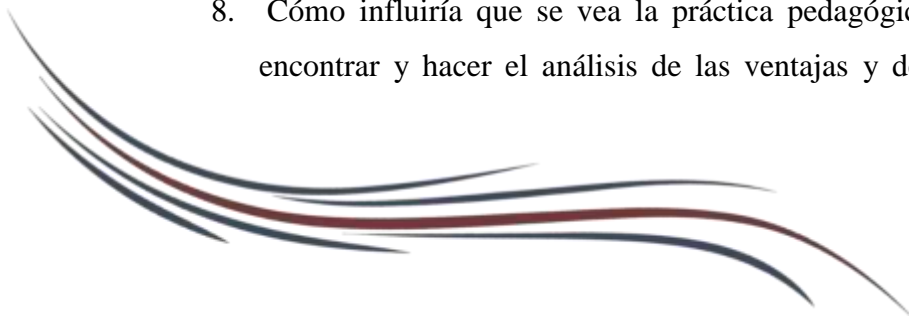 8. Cómo influiría que se vea la práctica pedagógic
encontrar y hacer el análisis de las ventajas y d